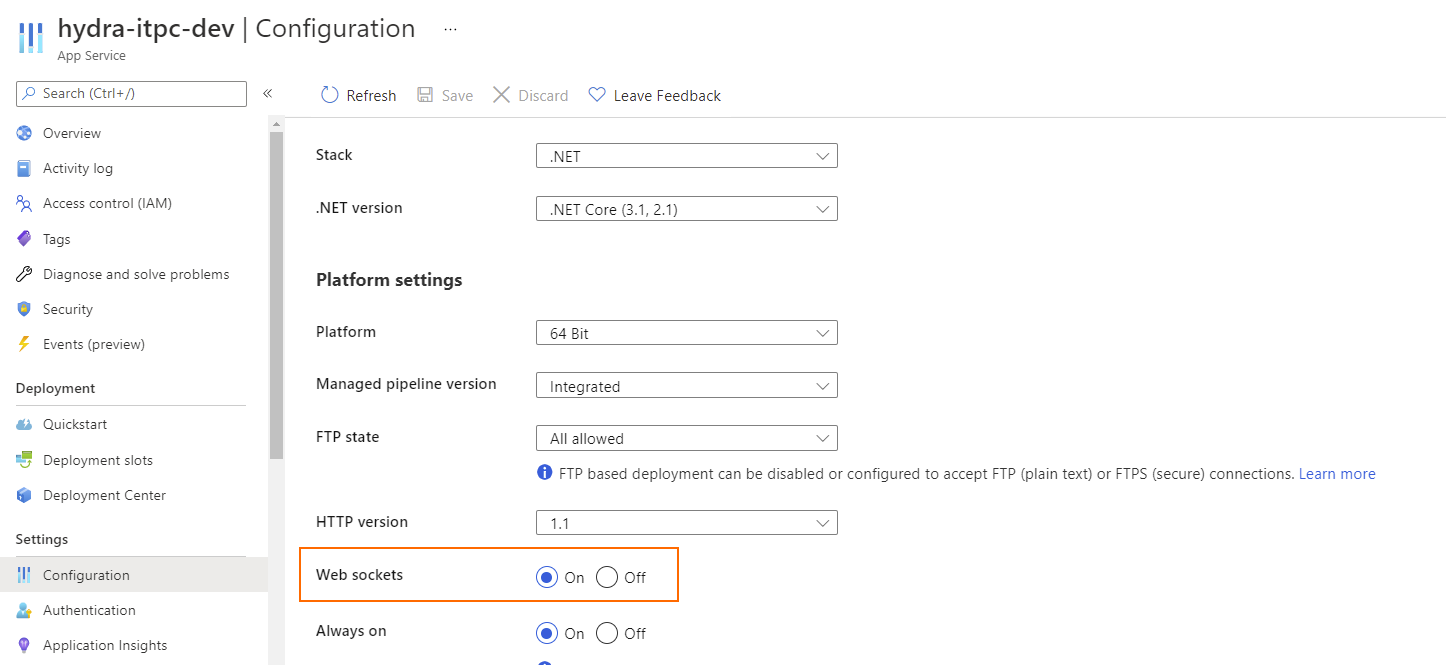 hydra-itpc-dev | Configuration ...
App Service
Search (Ctrl+/)
«
Overview
Activity log
Access control (IAM)
Tags
Diagnose and solve problems
Security
Events (preview)
Deployment
Quickstart
Deployment slots
Deployment Center
Settings
Configuration
Authentication
Application Insights
Refresh Save Discard Leave Feedback
Stack .NET
.NET version .NET Core (3.1, 2.1)
Platform settings
Platform 64 Bit
Managed pipeline version Integrated
FTP state All allowed
FTP based deployment can be disabled or configured to accept FTP (plain text) or FTPS (secure) connections. Learn more
HTTP version 1.1
Web sockets On Off
Always on On Off